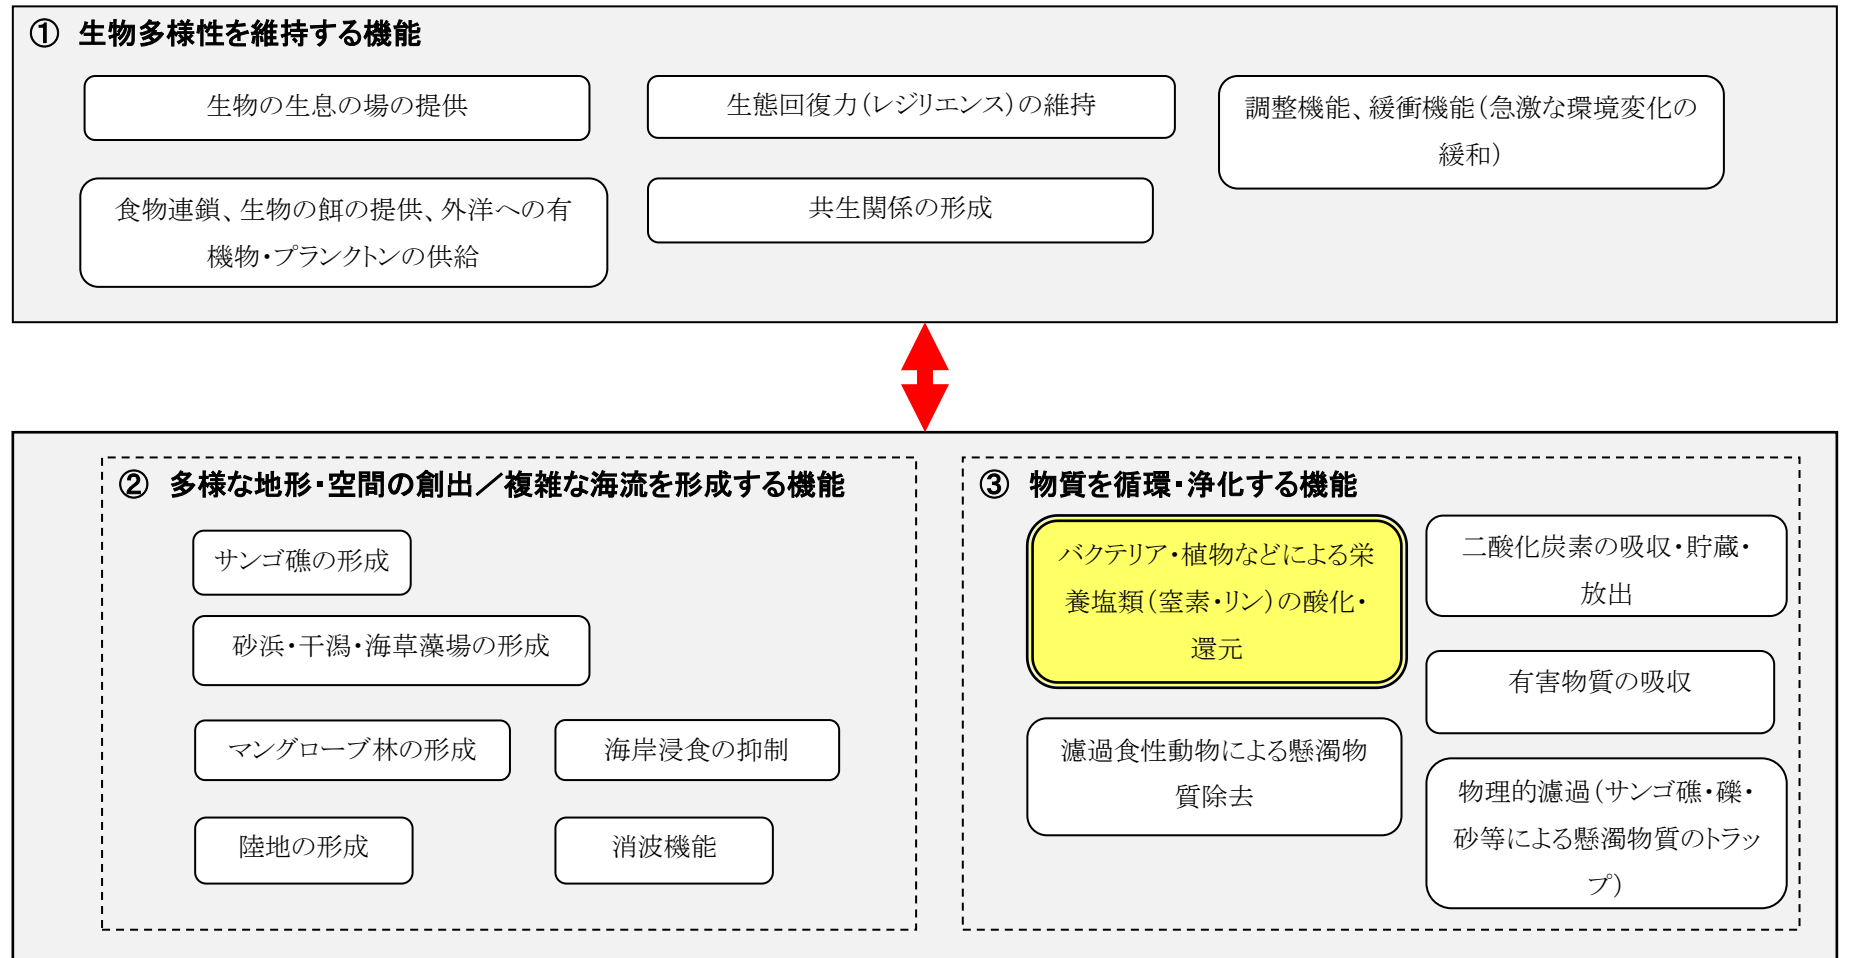 ① 生物多様性を維持する機能
生物の生息の場の提供
生態回復力(レジリエンス)の維持
調整機能、緩衝機能(急激な環境変化の
緩和)
食物連鎖、生物の餌の提供、外洋への有
機物・プランクトンの供給
共生関係の形成
② 多様な地形・空間の創出／複雑な海流を形成する機能
サンゴ礁の形成
砂浜・干潟・海草藻場の形成
マングローブ林の形成
海岸浸食の抑制
陸地の形成
消波機能
③ 物質を循環・浄化する機能
バクテリア・植物などによる栄
養塩類(窒素・リン)の酸化・
還元
二酸化炭素の吸収・貯蔵・
放出
有害物質の吸収
濾過食性動物による懸濁物
質除去
物理的濾過(サンゴ礁・礫・
砂等による懸濁物質のトラッ
プ)